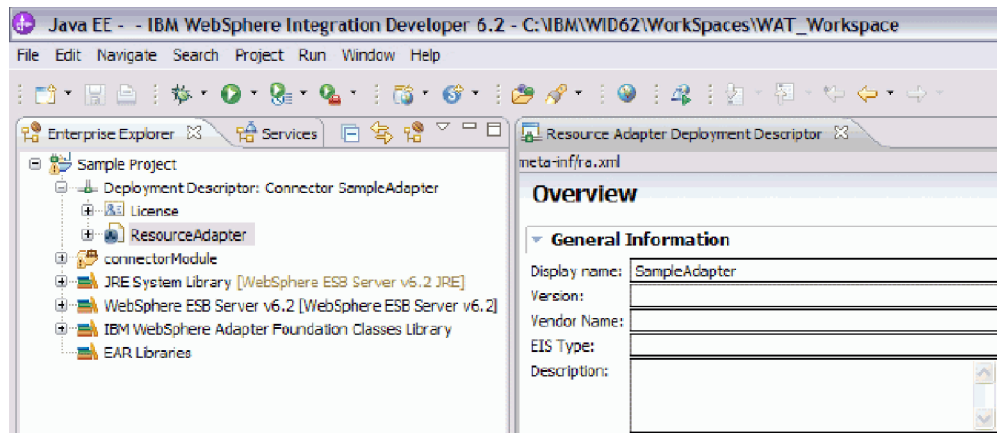 Java EE - - IBM WebSphere Integration Developer 6.2 - C:\IBM\WID62\WorkSpaces\WAT_Workspace
File Edit Navigate Search Project Run Window Help
Enterprise Explorer Services
Resource Adapter Deployment Descriptor
Sample Project
Deployment Descriptor: Connector SampleAdapter
License
ResourceAdapter
connectorModule
JRE System Library [WebSphere ESB Server v6.2 JRE]
WebSphere ESB Server v6.2 [WebSphere ESB Server v6.2]
IBM WebSphere Adapter Foundation Classes Library
EAR Libraries
meta-inf/ra.xml
Overview
General Information
Display name: SampleAdapter
Version:
Vendor Name:
EIS Type:
Description: